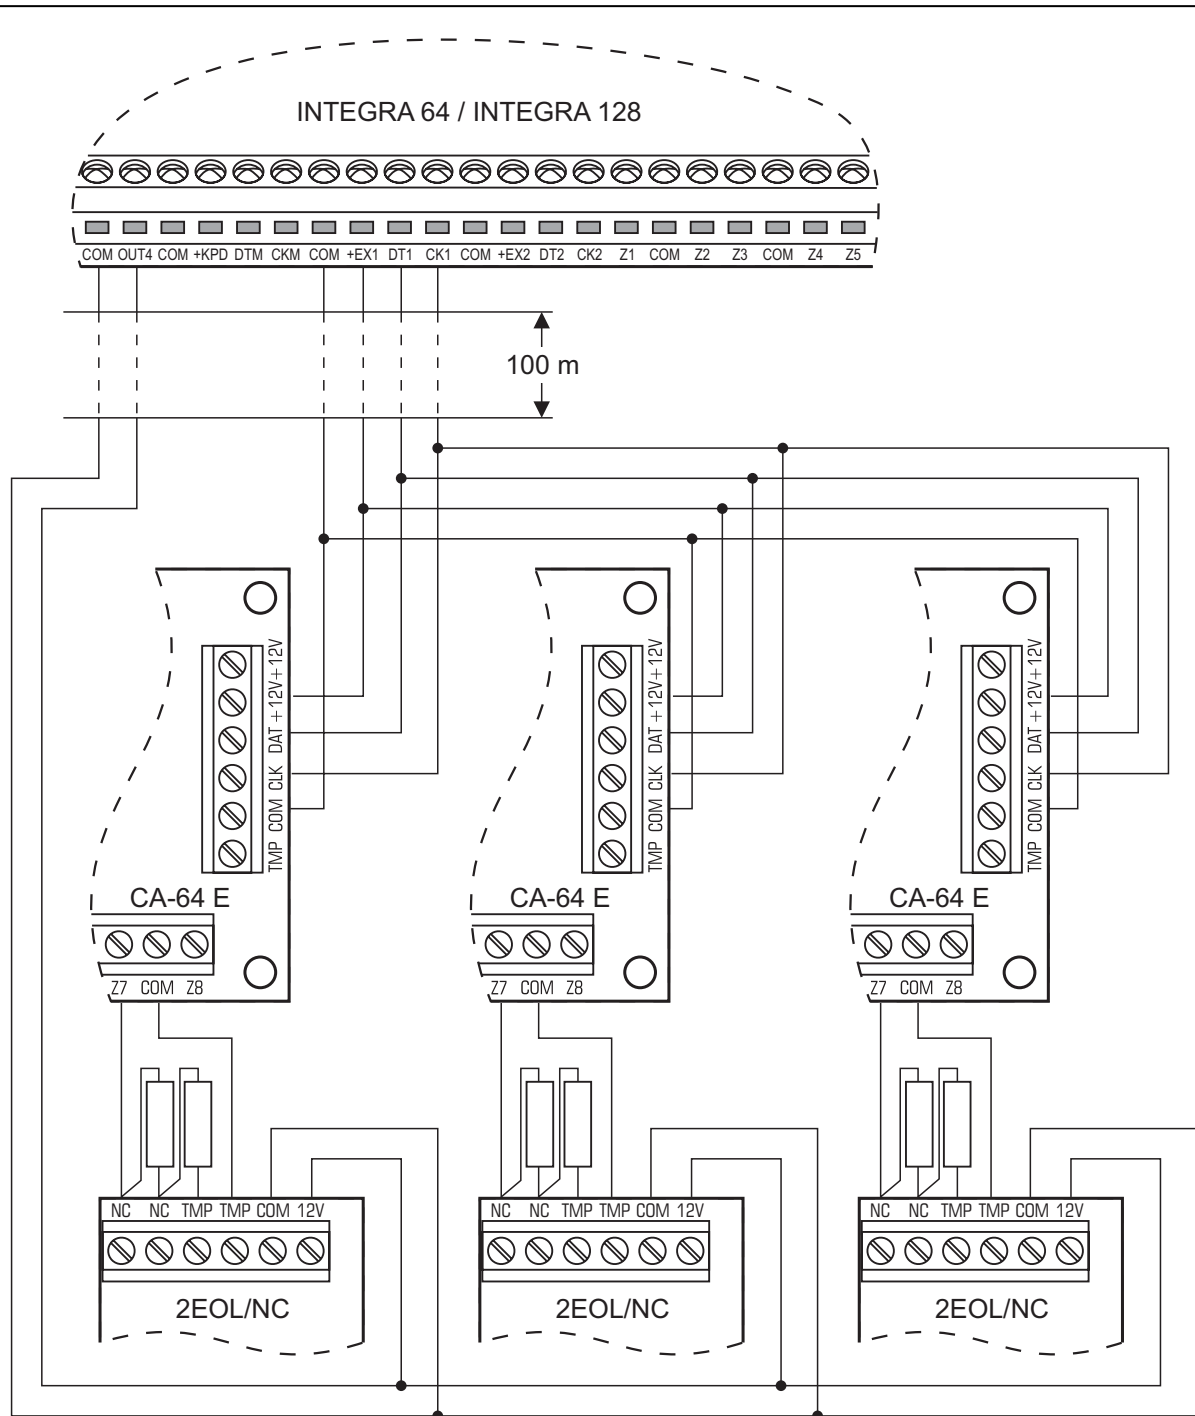 INTEGRA 64 / INTEGRA 128
COM OUT4 COM +KPD DTM CKM COM +EX1 DT1 CK1 COM +EX2 DT2 CK2 Z1 COM Z2 Z3 COM Z4 Z5
100 m
TMP COM CLK DAT +12V +12V
TMP COM CLK DAT +12V +12V
TMP COM CLK DAT +12V +12V
CA-64 E
CA-64 E
CA-64 E
Z7 COM Z8
Z7 COM Z8
Z7 COM Z8
NC NC TMP TMP COM 12V
NC NC TMP TMP COM 12V
NC NC TMP TMP COM 12V
2EOL/NC
2EOL/NC
2EOL/NC